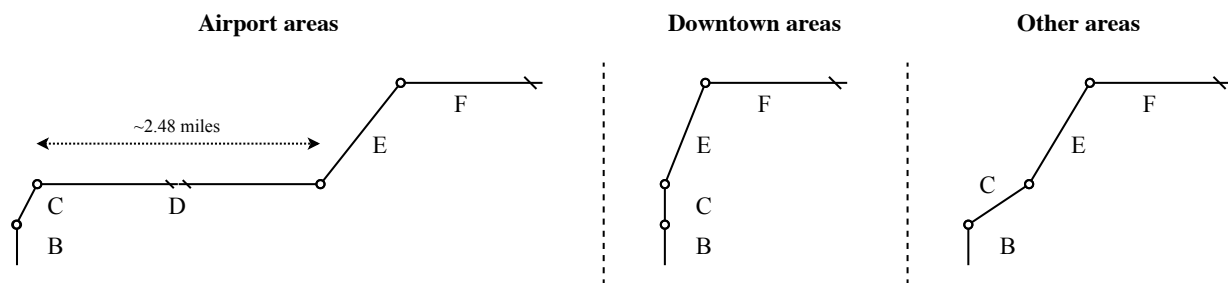 Airport areas
Downtown areas
Other areas
F
F
F
~2.48 miles
E
E
E
C
D
C
C
B
B
B